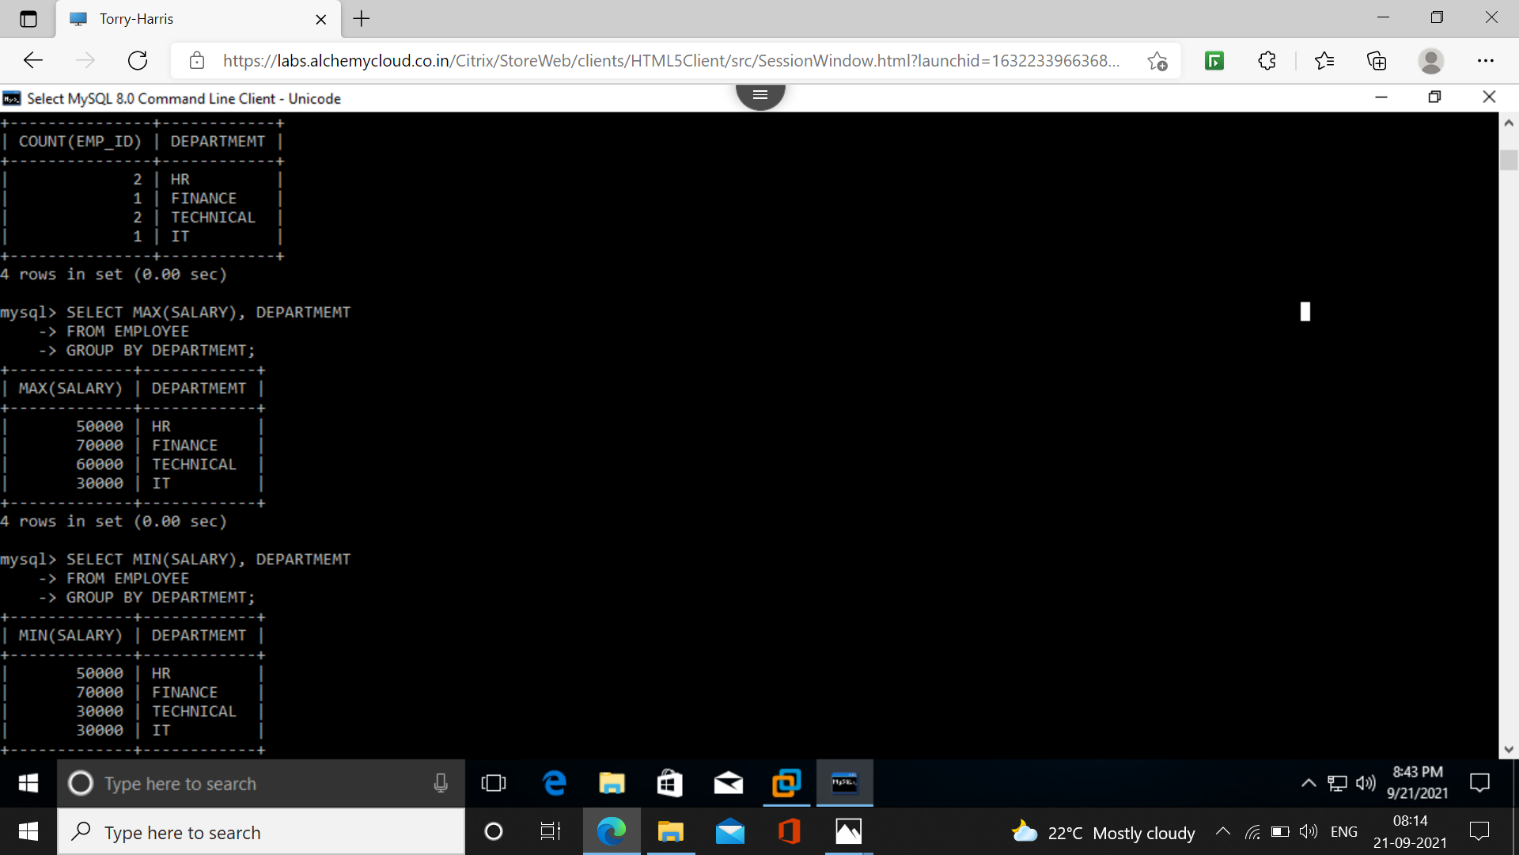 Torry-Harris
https://labs.alchemycloud.co.in/Citrix/StoreWeb/clients/HTML5Client/src/SessionWindow.html?launchid=1632233966368...
Select MySQL 8.0 Command Line Client - Unicode
+---------------+------------+
| COUNT(EMP_ID) | DEPARTMEMT |
+---------------+------------+
|             2 | HR         |
|             1 | FINANCE    |
|             2 | TECHNICAL  |
|             1 | IT         |
+---------------+------------+
4 rows in set (0.00 sec)
mysql> SELECT MAX(SALARY), DEPARTMEMT
    -> FROM EMPLOYEE
    -> GROUP BY DEPARTMEMT;
+-------------+------------+
| MAX(SALARY) | DEPARTMEMT |
+-------------+------------+
|       50000 | HR         |
|       70000 | FINANCE    |
|       60000 | TECHNICAL  |
|       30000 | IT         |
+-------------+------------+
4 rows in set (0.00 sec)
mysql> SELECT MIN(SALARY), DEPARTMEMT
    -> FROM EMPLOYEE
    -> GROUP BY DEPARTMEMT;
+-------------+------------+
| MIN(SALARY) | DEPARTMEMT |
+-------------+------------+
|       50000 | HR         |
|       70000 | FINANCE    |
|       30000 | TECHNICAL  |
|       30000 | IT         |
+-------------+------------+
Type here to search
8:43 PM
9/21/2021
Type here to search
22°C Mostly cloudy
ENG
08:14
21-09-2021